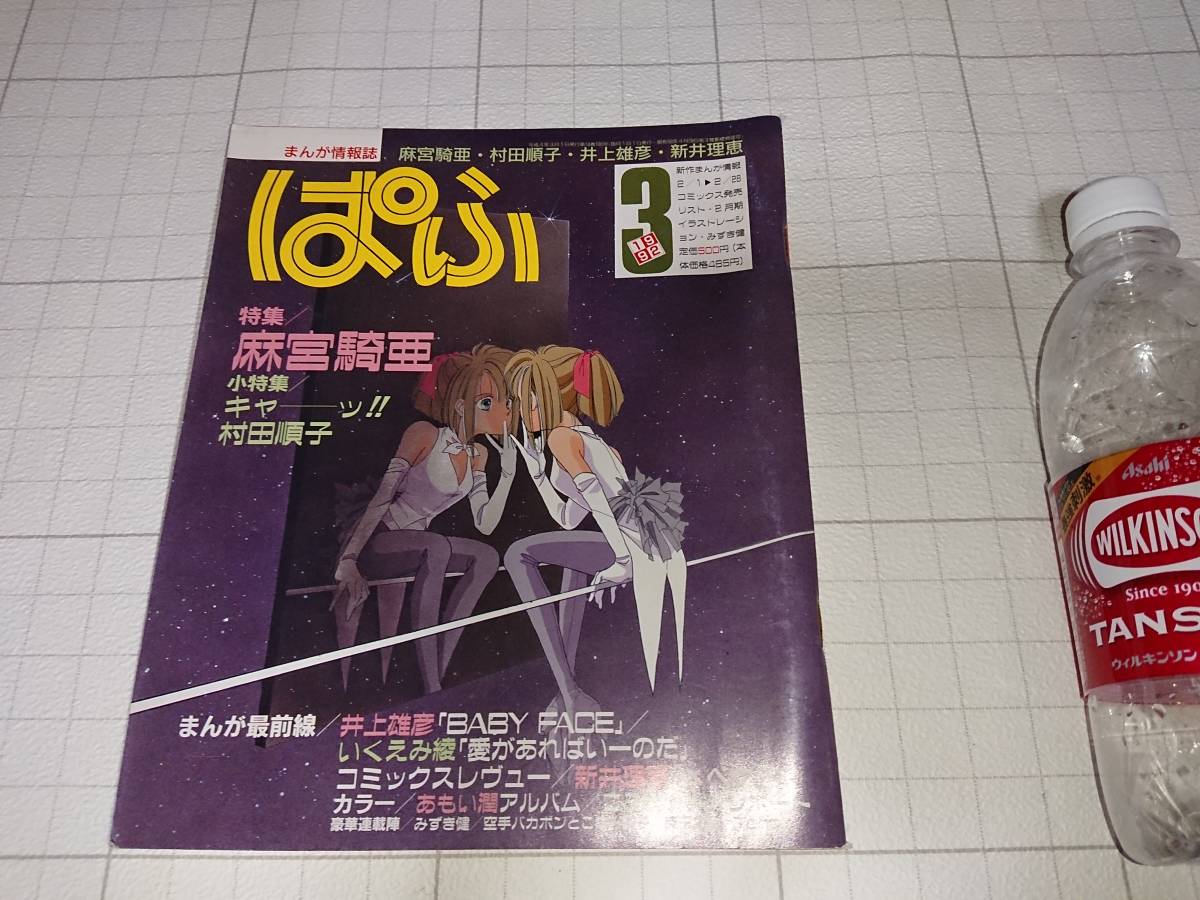 まんが情報誌
麻宮騎亜・村田順子・井上雄彦・新井理恵
ぱふ
3
1992
新作まんが情報
2/1▶2/28
コミックス発売
リスト・2月期
イラストレーシ
ョン・みずき健
定価500円(本
体価格485円)
特集/
麻宮騎亜
小特集/
キャ――ッ!!
村田順子
まんが最前線/井上雄彦「BABY FACE」/
いくえみ綾「愛があればいーのだ」
コミックスレヴュー/新井理恵
カラー/あもい潤アルバム/
豪華連載陣/みずき健/空手バカボンとこ
Asahi
WILKINSO
Since 190
TANS
ウィルキンソン